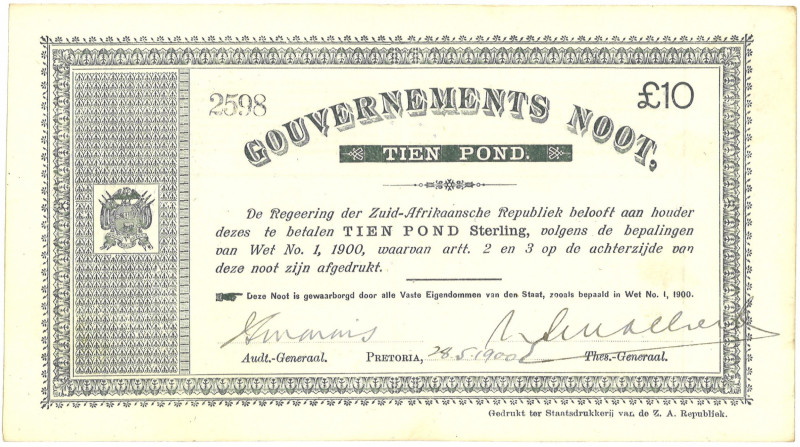 2598
£10
GOUVERNEMENTS NOOT,
TIEN POND.
De Regeering der Zuid-Afrikaansche Republiek belooft aan houder
dezes te betalen TIEN POND Sterling, volgens de bepalingen
van Wet No. 1, 1900, waarvan artt. 2 en 3 op de achterzijde van
deze noot zijn afgedrukt.
Deze Noot is gewaarborgd door alle Vaste Eigendommen van den Staat, zooals bepaald in Wet No. 1, 1900.
Audt.-Generaal. PRETORIA, 28.5.1900 Thes.-Generaal.
Gedrukt ter Staatsdrukkerij van de Z. A. Republiek.